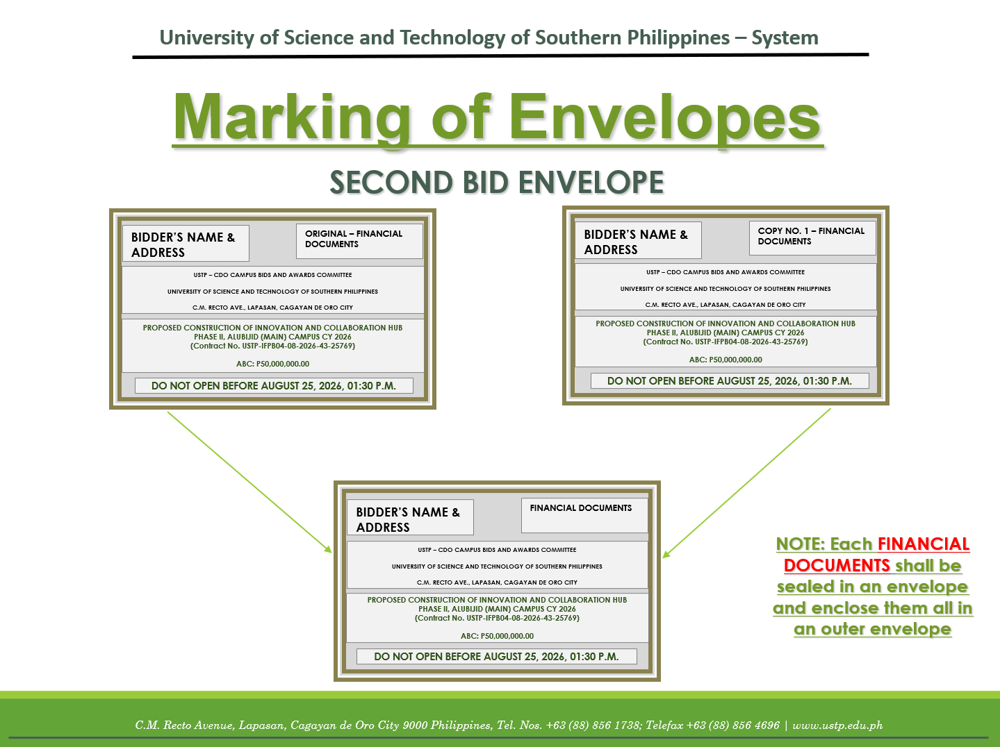 University of Science and Technology of Southern Philippines – System
Marking of Envelopes
SECOND BID ENVELOPE
BIDDER'S NAME &
ADDRESS
ORIGINAL – FINANCIAL
DOCUMENTS
USTP – CDO CAMPUS BIDS AND AWARDS COMMITTEE
UNIVERSITY OF SCIENCE AND TECHNOLOGY OF SOUTHERN PHILIPPINES
C.M. RECTO AVE., LAPASAN, CAGAYAN DE ORO CITY
PROPOSED CONSTRUCTION OF INNOVATION AND COLLABORATION HUB
PHASE II, ALUBIJID (MAIN) CAMPUS CY 2026
(Contract No. USTP-IFPB04-08-2026-43-25769)
ABC: P50,000,000.00
DO NOT OPEN BEFORE AUGUST 25, 2026, 01:30 P.M.
BIDDER'S NAME &
ADDRESS
COPY NO. 1 – FINANCIAL
DOCUMENTS
USTP – CDO CAMPUS BIDS AND AWARDS COMMITTEE
UNIVERSITY OF SCIENCE AND TECHNOLOGY OF SOUTHERN PHILIPPINES
C.M. RECTO AVE., LAPASAN, CAGAYAN DE ORO CITY
PROPOSED CONSTRUCTION OF INNOVATION AND COLLABORATION HUB
PHASE II, ALUBIJID (MAIN) CAMPUS CY 2026
(Contract No. USTP-IFPB04-08-2026-43-25769)
ABC: P50,000,000.00
DO NOT OPEN BEFORE AUGUST 25, 2026, 01:30 P.M.
BIDDER'S NAME &
ADDRESS
FINANCIAL DOCUMENTS
USTP – CDO CAMPUS BIDS AND AWARDS COMMITTEE
UNIVERSITY OF SCIENCE AND TECHNOLOGY OF SOUTHERN PHILIPPINES
C.M. RECTO AVE., LAPASAN, CAGAYAN DE ORO CITY
PROPOSED CONSTRUCTION OF INNOVATION AND COLLABORATION HUB
PHASE II, ALUBIJID (MAIN) CAMPUS CY 2026
(Contract No. USTP-IFPB04-08-2026-43-25769)
ABC: P50,000,000.00
DO NOT OPEN BEFORE AUGUST 25, 2026, 01:30 P.M.
NOTE: Each FINANCIAL
DOCUMENTS shall be
sealed in an envelope
and enclose them all in
an outer envelope
C.M. Recto Avenue, Lapasan, Cagayan de Oro City 9000 Philippines, Tel. Nos. +63 (88) 856 1738; Telefax +63 (88) 856 4696 | www.ustp.edu.ph